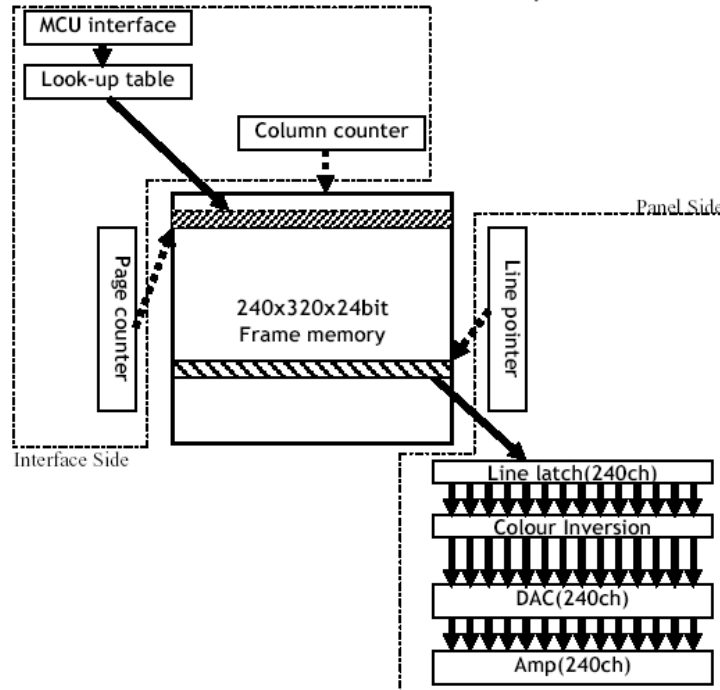 MCU interface
Look-up table
Column counter
Panel Side
Page counter
Line pointer
240x320x24bit
Frame memory
Interface Side
Line latch(240ch)
Colour Inversion
DAC(240ch)
Amp(240ch)